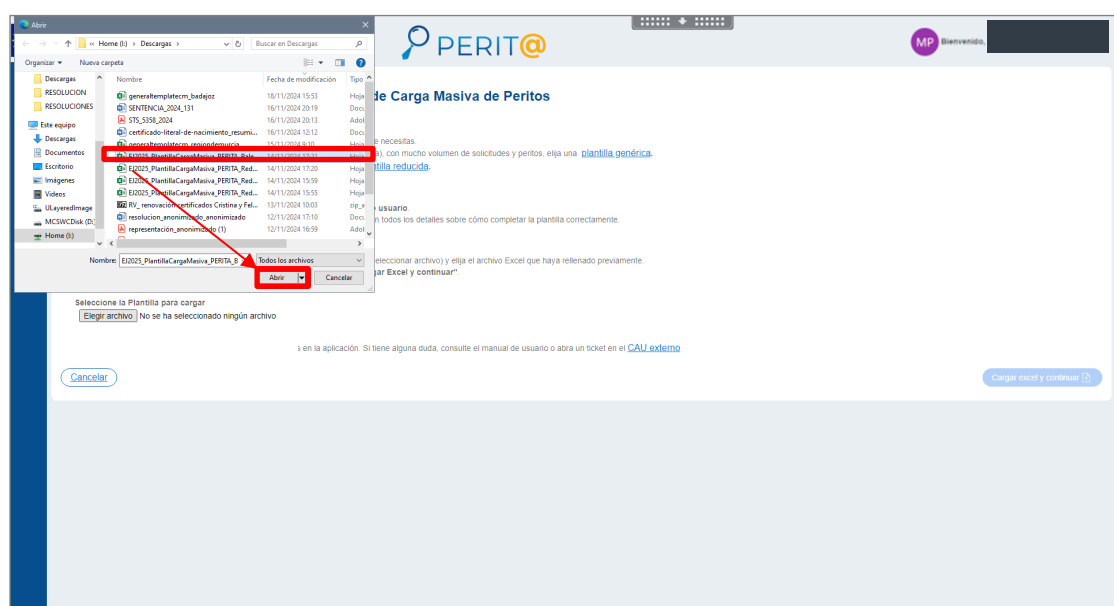 Abrir
« Home (I:) › Descargas ›
Buscar en Descargas
Organizar
Nueva carpeta
Descargas
RESOLUCION
RESOLUCIONES
Este equipo
Descargas
Documentos
Escritorio
Imágenes
Vídeos
ULayeredImage
MCSWCDisk (D:
Home (I:)
Nombre Fecha de modificación Tipo
generaltemplatecm_badajoz 18/11/2024 15:53 Hoja
SENTENCIA_2024_131 16/11/2024 20:19 Docu
STS_5358_2024 16/11/2024 20:13 Adol
certificado-literal-de-nacimiento_resumi... 16/11/2024 12:12 Docu
generaltemplatecm_regiondemurcia 15/11/2024 9:10 Hoja
EJ2025_PlantillaCargaMasiva_PERITA_Red... 14/11/2024 17:20 Hoja
EJ2025_PlantillaCargaMasiva_PERITA_Red... 14/11/2024 15:59 Hoja
EJ2025_PlantillaCargaMasiva_PERITA_Red... 14/11/2024 15:55 Hoja
RV_ renovación certificados Cristina y Fel... 13/11/2024 10:03 zip_a
resolucion_anonimizado_anonimizado 12/11/2024 17:10 Docu
representación_anonimizado (1) 12/11/2024 16:59 Adol
Nombre: EJ2025_PlantillaCargaMasiva_PERITA_B Todos los archivos
Abrir Cancelar
PERIT@
MP Bienvenido,
de Carga Masiva de Peritos
e necesitas.
a), con mucho volumen de solicitudes y peritos, elija una plantilla genérica.
ntilla reducida.
usuario.
n todos los detalles sobre cómo completar la plantilla correctamente.
eleccionar archivo) y elija el archivo Excel que haya rellenado previamente.
gar Excel y continuar".
Seleccione la Plantilla para cargar
Elegir archivo No se ha seleccionado ningún archivo
s en la aplicación. Si tiene alguna duda, consulte el manual de usuario o abra un ticket en el CAU externo
Cancelar
Cargar excel y continuar